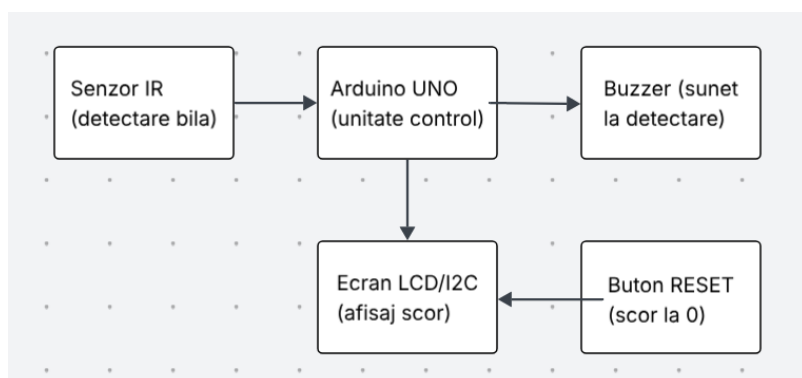 Senzor IR
(detectare bila)
Arduino UNO
(unitate control)
Buzzer (sunet
la detectare)
Ecran LCD/I2C
(afisaj scor)
Buton RESET
(scor la 0)